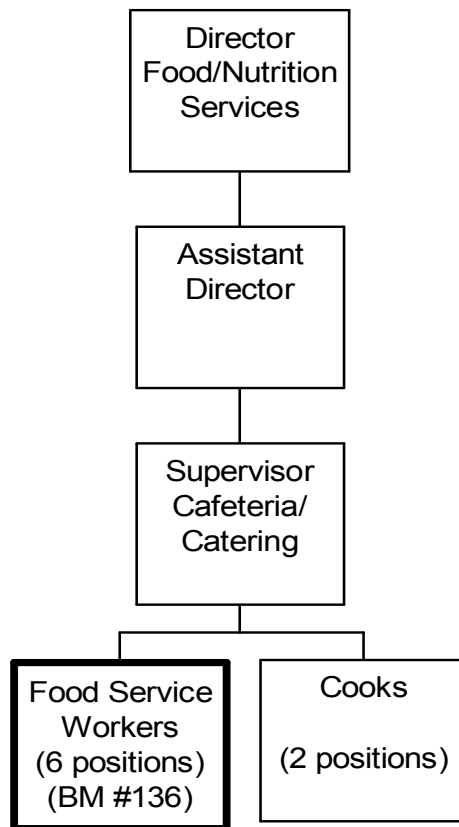 Director
Food/Nutrition
Services
Assistant
Director
Supervisor
Cafeteria/
Catering
Food Service
Workers
(6 positions)
(BM #136)
Cooks
(2 positions)